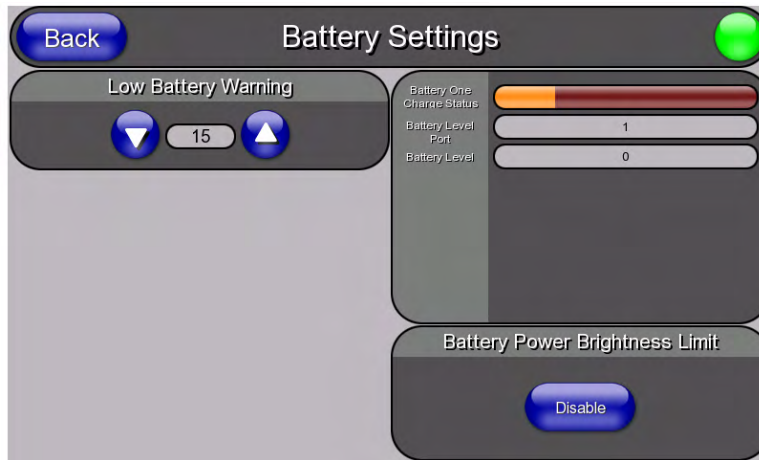 Back
Battery Settings
Low Battery Warning
15
Battery One
Charge Status
Battery Level
Port
1
Battery Level
0
Battery Power Brightness Limit
Disable